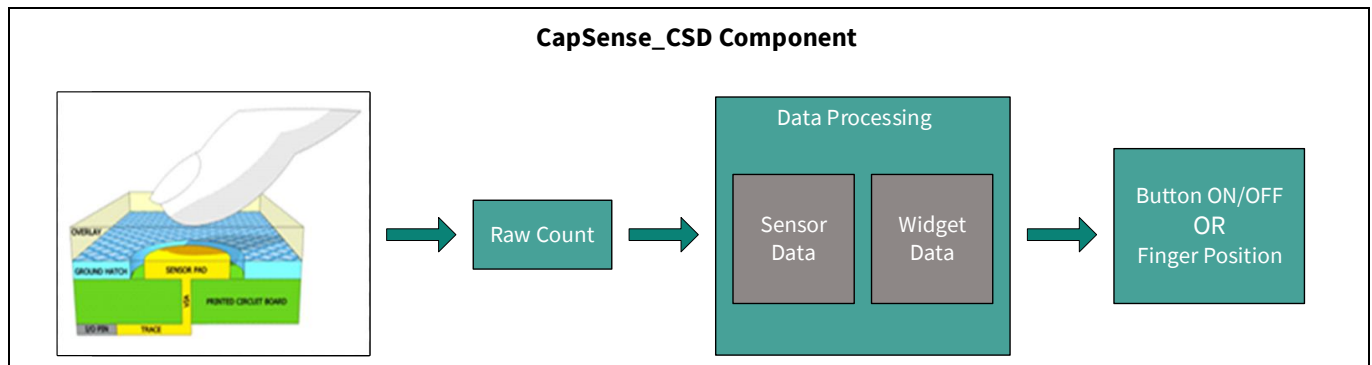 CapSense_CSD Component
OVERLAY
GROUND HATCH
SENSOR PAD
VIA
PRINTED CIRCUIT BOARD
I/O PIN
TRACE
Raw Count
Data Processing
Sensor
Data
Widget
Data
Button ON/OFF
OR
Finger Position